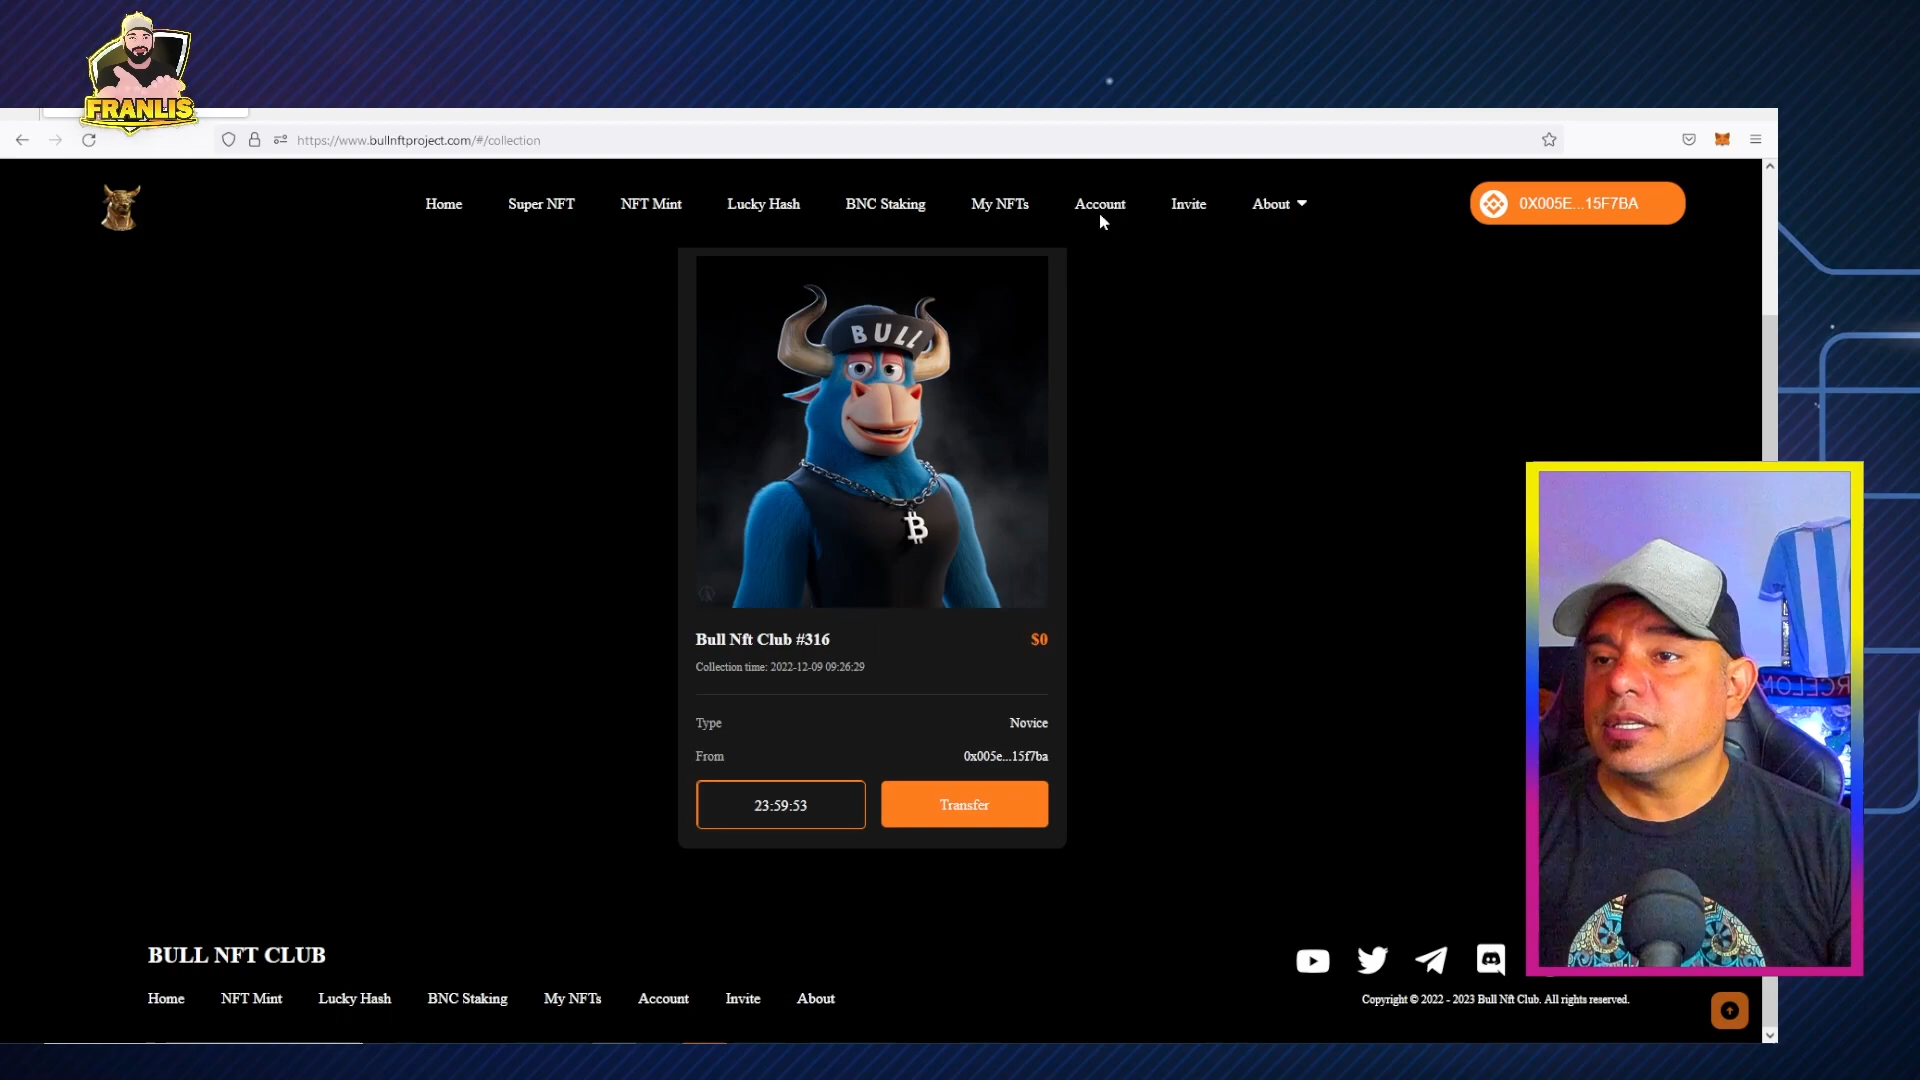 FRANLIS
https://www.bullnftproject.com/#/collection
Home
Super NFT
NFT Mint
Lucky Hash
BNC Staking
My NFTs
Account
Invite
About
0X005E...15F7BA
BULL
Bull Nft Club #316
$0
Collection time: 2022-12-09 09:26:29
Type
Novice
From
0x005e...15f7ba
23:59:53
Transfer
BULL NFT CLUB
Home
NFT Mint
Lucky Hash
BNC Staking
My NFTs
Account
Invite
About
Copyright © 2022 - 2023 Bull Nft Club. All rights reserved.